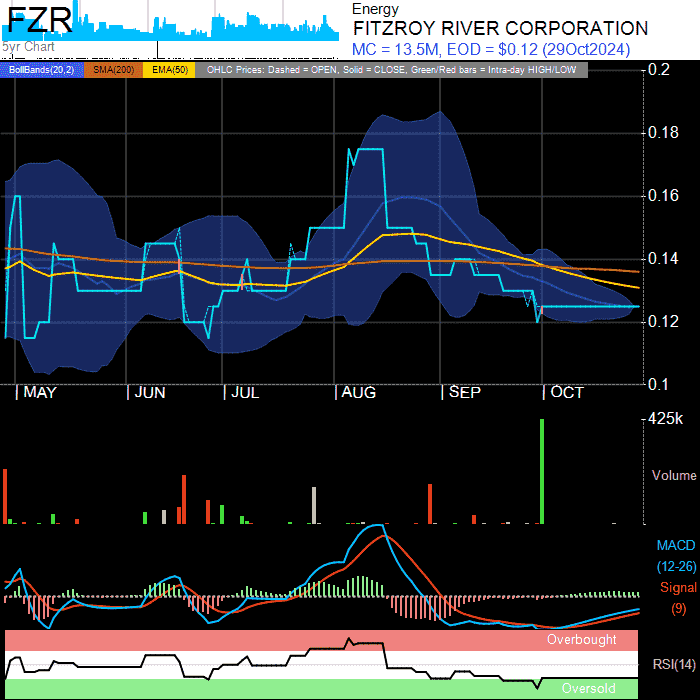 FZR
5yr Chart
Energy
FITZROY RIVER CORPORATION
MC = 13.5M, EOD = $0.12 (29Oct2024)
BollBands(20,2) SMA(200) EMA(50) OHLC Prices: Dashed = OPEN, Solid = CLOSE, Green/Red bars = Intra-day HIGH/LOW
0.2
0.18
0.16
0.14
0.12
0.1
MAY JUN JUL AUG SEP OCT
425k
Volume
MACD
(12-26)
Signal
(9)
Overbought
RSI(14)
Oversold